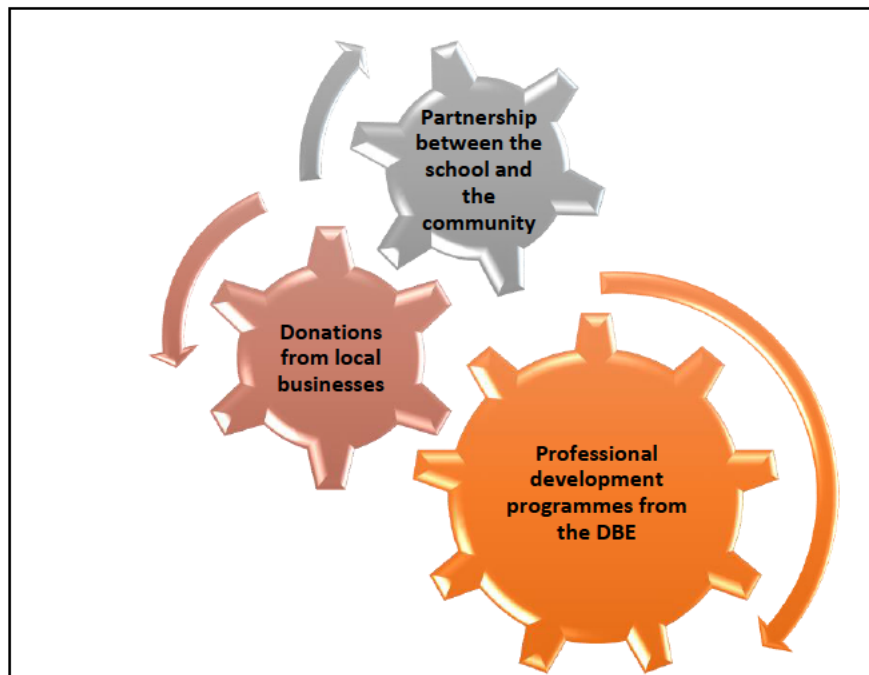 Partnership
between the
school and
the
community
Donations
from local
businesses
Professional
development
programmes from
the DBE